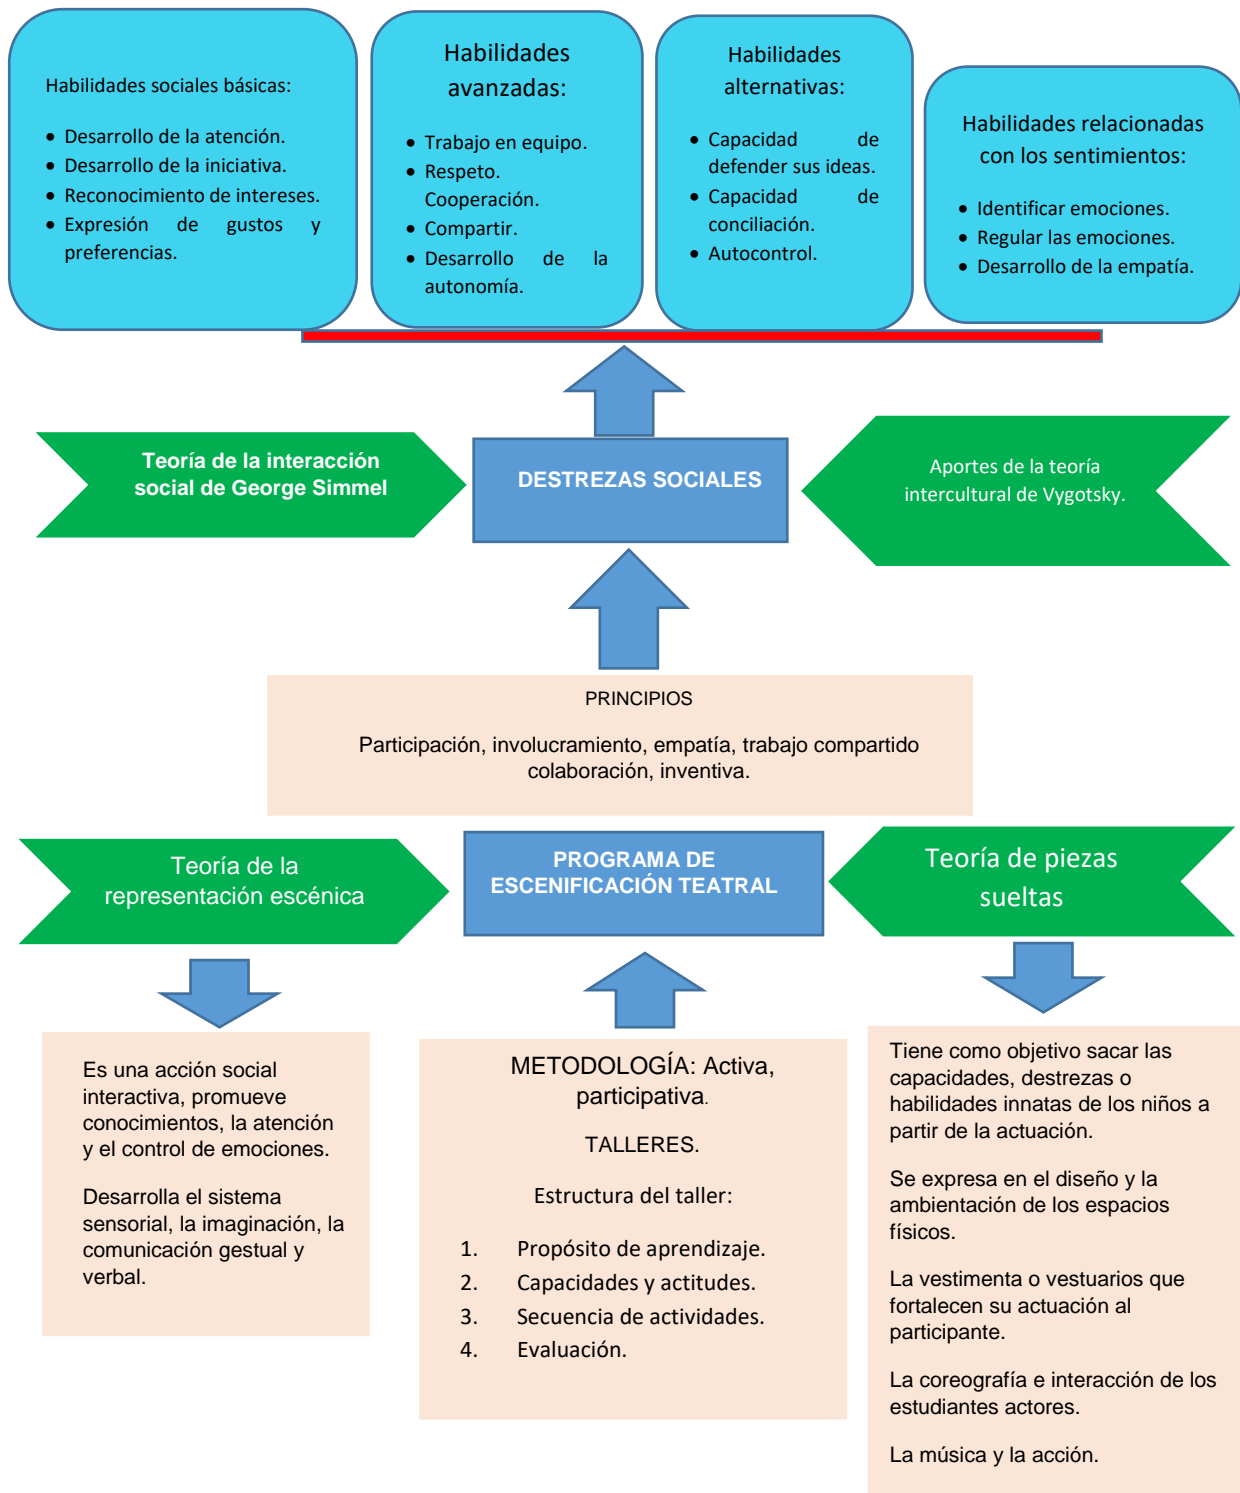 Habilidades sociales básicas:
• Desarrollo de la atención.
• Desarrollo de la iniciativa.
• Reconocimiento de intereses.
• Expresión de gustos y
preferencias.
Habilidades
avanzadas:
• Trabajo en equipo.
• Respeto.
Cooperación.
• Compartir.
• Desarrollo de la
autonomía.
Habilidades
alternativas:
• Capacidad de
defender sus ideas.
• Capacidad de
conciliación.
• Autocontrol.
Habilidades relacionadas
con los sentimientos:
• Identificar emociones.
• Regular las emociones.
• Desarrollo de la empatía.
Teoría de la interacción
social de George Simmel
DESTREZAS SOCIALES
Aportes de la teoría
intercultural de Vygotsky.
PRINCIPIOS
Participación, involucramiento, empatía, trabajo compartido
colaboración, inventiva.
Teoría de la
representación escénica
PROGRAMA DE
ESCENIFICACIÓN TEATRAL
Teoría de piezas
sueltas
Es una acción social
interactiva, promueve
conocimientos, la atención
y el control de emociones.
Desarrolla el sistema
sensorial, la imaginación, la
comunicación gestual y
verbal.
METODOLOGÍA: Activa,
participativa.
TALLERES.
Estructura del taller:
1. Propósito de aprendizaje.
2. Capacidades y actitudes.
3. Secuencia de actividades.
4. Evaluación.
Tiene como objetivo sacar las
capacidades, destrezas o
habilidades innatas de los niños a
partir de la actuación.
Se expresa en el diseño y la
ambientación de los espacios
físicos.
La vestimenta o vestuarios que
fortalecen su actuación al
participante.
La coreografía e interacción de los
estudiantes actores.
La música y la acción.